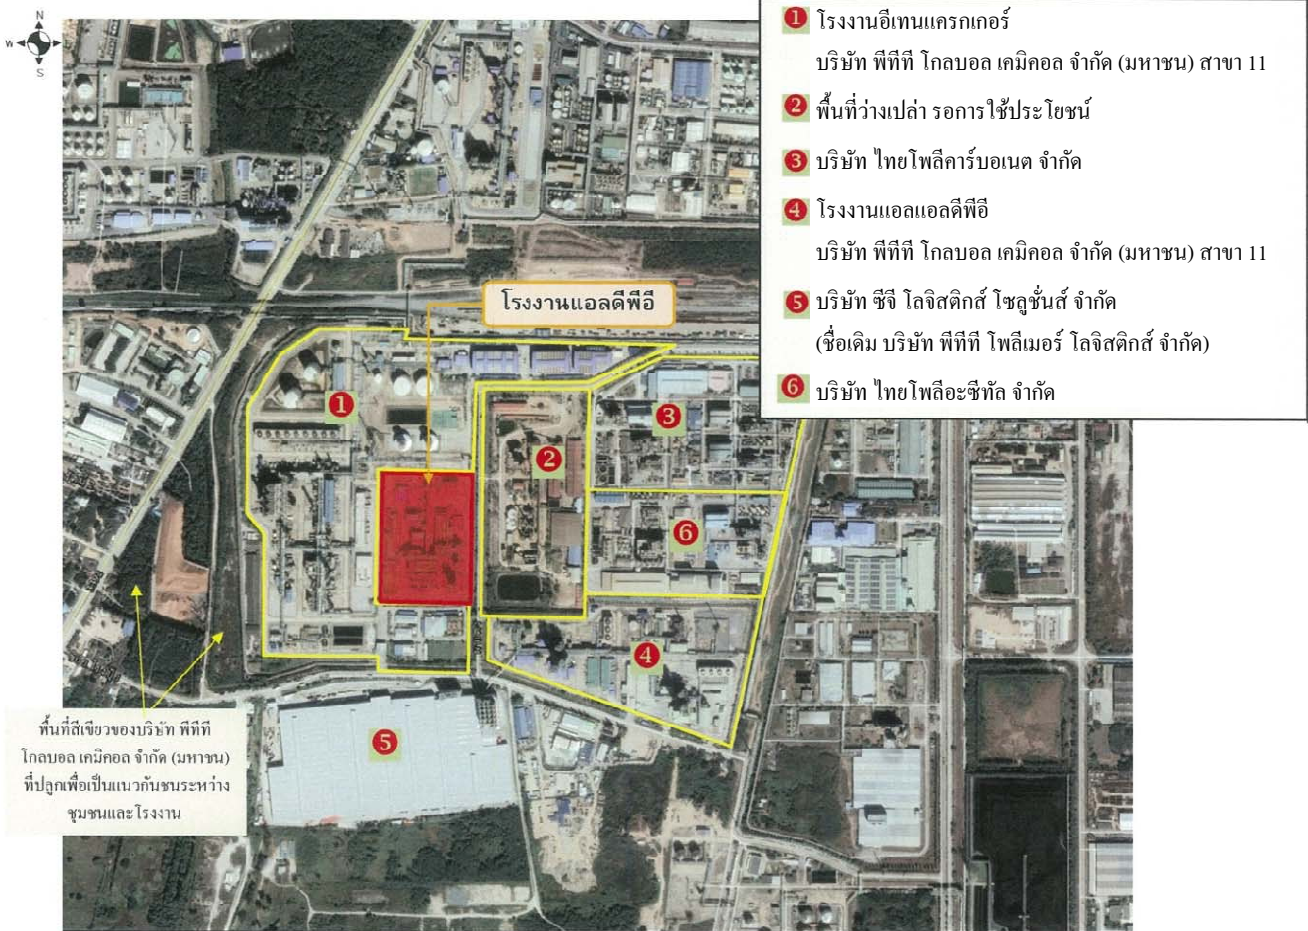 N
W
S
1 โรงงานอีเทนแครกเกอร์
บริษัท พีทีที โกลบอล เคมิคอล จำกัด (มหาชน) สาขา 11
2 พื้นที่ว่างเปล่า รอการใช้ประโยชน์
3 บริษัท ไทยโพลีคาร์บอเนต จำกัด
4 โรงงานแอลแอลดีพีอี
บริษัท พีทีที โกลบอล เคมิคอล จำกัด (มหาชน) สาขา 11
5 บริษัท ซีจี โลจิสติกส์ โซลูชั่นส์ จำกัด
(ชื่อเดิม บริษัท พีทีที โพลีเมอร์ โลจิสติกส์ จำกัด)
6 บริษัท ไทยโพลีอะซีทัล จำกัด
โรงงานแอลดีพีอี
1
3
2
6
4
5
พื้นที่สีเขียวของบริษัท พีทีที
โกลบอล เคมิคอล จำกัด (มหาชน)
ที่ปลูกเพื่อเป็นแนวกันชนระหว่าง
ชุมชนและโรงงาน